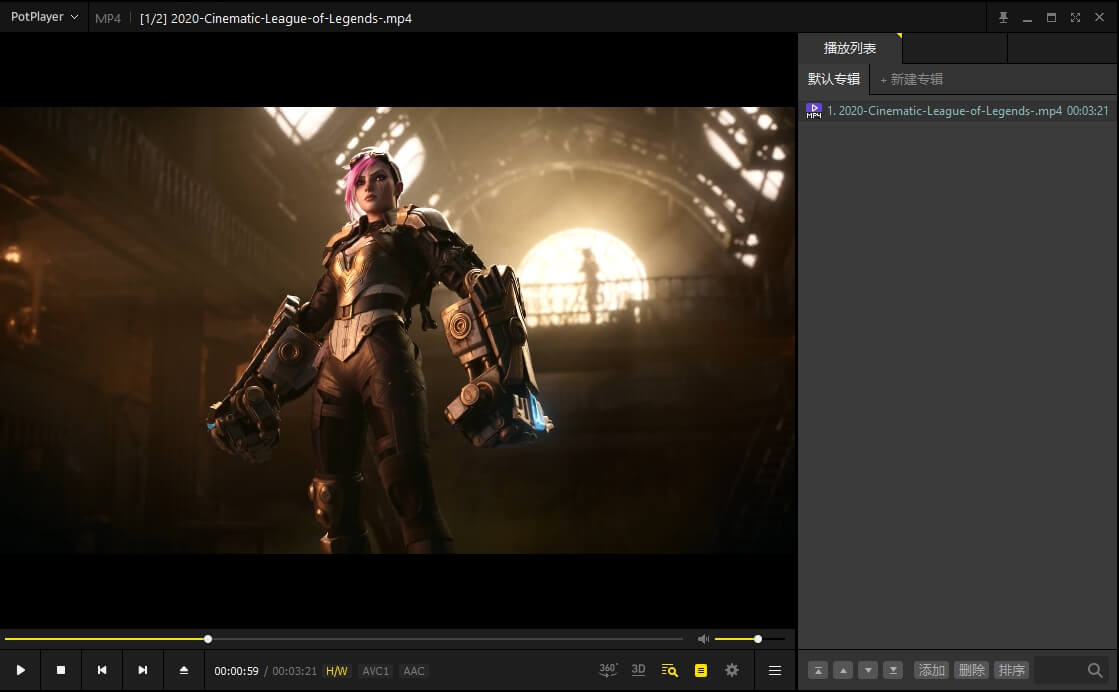 PotPlayer MP4 [1/2] 2020-Cinematic-League-of-Legends-.mp4
播放列表
默认专辑 + 新建专辑
MP4 1. 2020-Cinematic-League-of-Legends-.mp4 00:03:21
00:00:59 / 00:03:21 H/W AVC1 AAC 360° 3D
添加 删除 排序